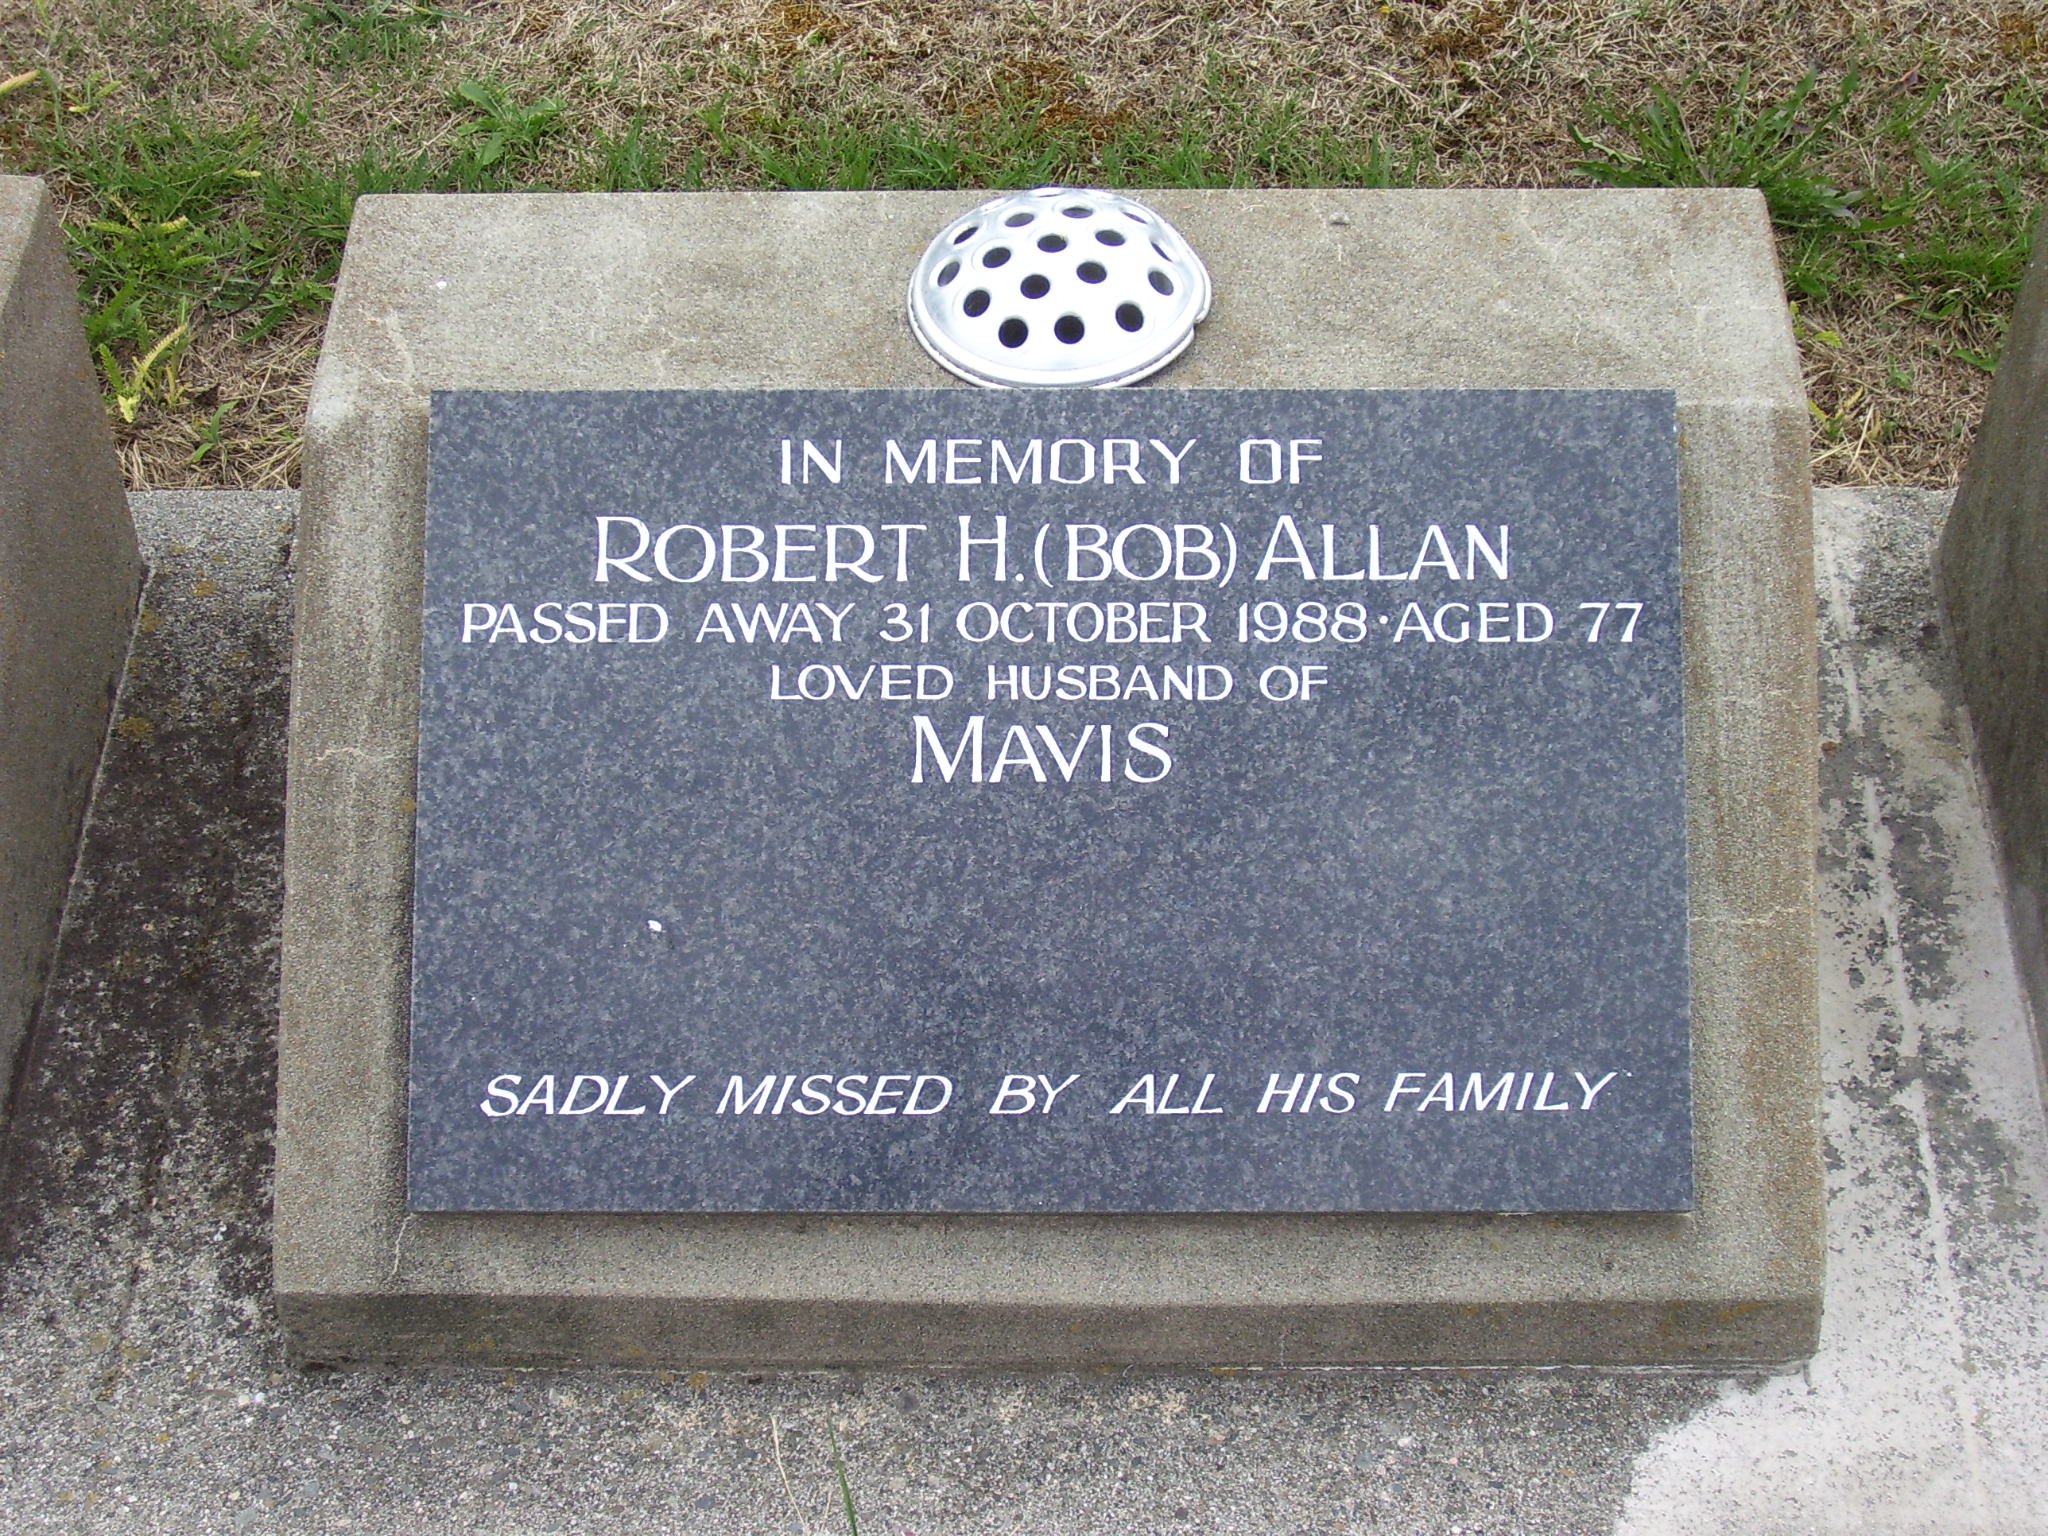 IN MEMORY OF
ROBERT H. (BOB) ALLAN
PASSED AWAY 31 OCTOBER 1988 · AGED 77
LOVED HUSBAND OF
MAVIS
SADLY MISSED BY ALL HIS FAMILY